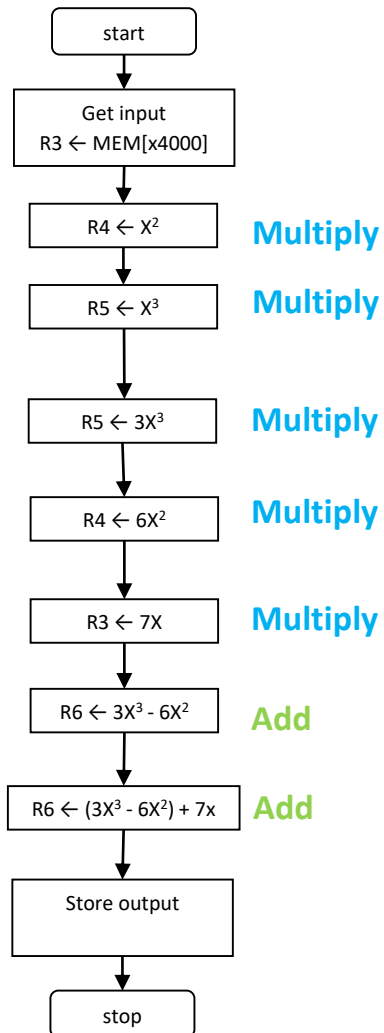 start
Get input
R3 ← MEM[x4000]
R4 ← X²
Multiply
R5 ← X³
Multiply
R5 ← 3X³
Multiply
R4 ← 6X²
Multiply
R3 ← 7X
Multiply
R6 ← 3X³ - 6X²
Add
R6 ← (3X³ - 6X²) + 7x
Add
Store output
stop